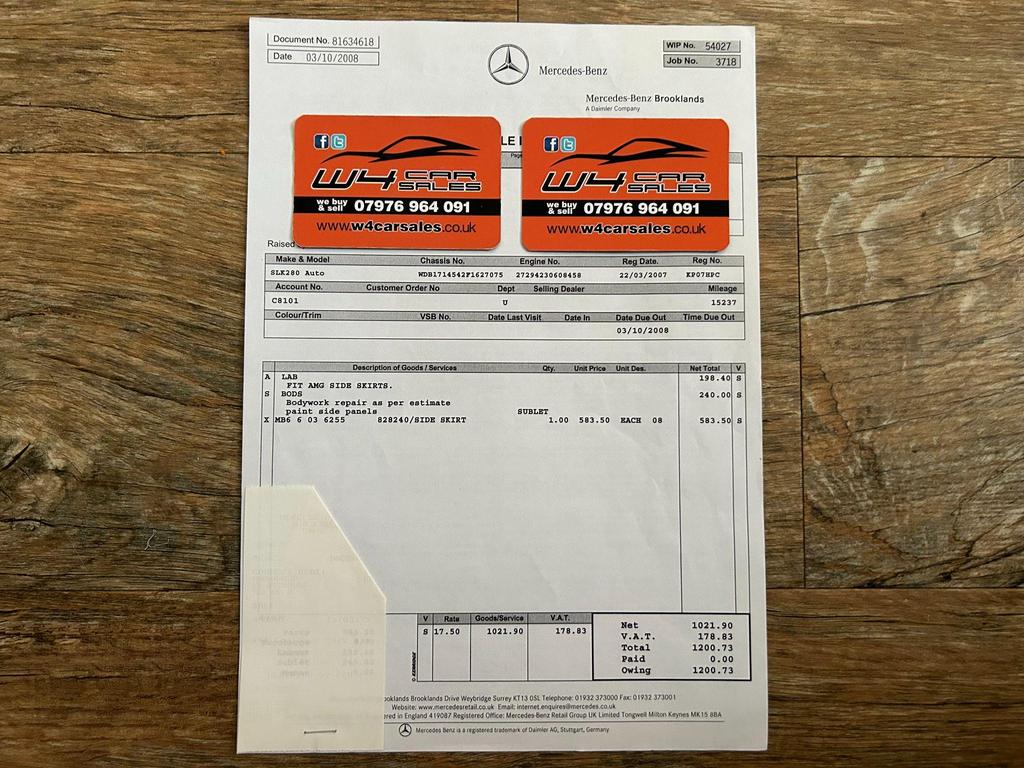 Document No. 81634618
Date 03/10/2008
Mercedes-Benz
WIP No. 54027
Job No. 3718
Mercedes-Benz Brooklands
A Daimler Company
W4 CAR SALES
we buy & sell 07976 964 091
www.w4carsales.co.uk
W4 CAR SALES
we buy & sell 07976 964 091
www.w4carsales.co.uk
Raised
Make & Model Chassis No. Engine No. Reg Date. Reg No.
SLK280 Auto WDB1714542F1627075 27294230608458 22/03/2007 KP07HPC
Account No. Customer Order No Dept Selling Dealer Mileage
C8101 U 15237
Colour/Trim VSB No. Date Last Visit Date In Date Due Out Time Due Out
03/10/2008
Description of Goods / Services Qty. Unit Price Unit Des. Net Total V
A LAB 198.40 S
FIT AMG SIDE SKIRTS.
S BODS 240.00 S
Bodywork repair as per estimate
paint side panels SUBLET
X MB6 6 03 6255 828240/SIDE SKIRT 1.00 583.50 EACH 08 583.50 S
V Rate Goods/Service V.A.T.
S 17.50 1021.90 178.83
Net 1021.90
V.A.T. 178.83
Total 1200.73
Paid 0.00
Owing 1200.73
ooklands Brooklands Drive Weybridge Surrey KT13 0SL Telephone: 01932 373000 Fax: 01932 373001
Website: www.mercedesretail.co.uk Email: internet.enquires@mercedes.co.uk
ered in England 419087 Registered Office: Mercedes-Benz Retail Group UK Limited Tongwell Milton Keynes MK15 8BA
Mercedes Benz is a registered trademark of Daimler AG, Stuttgart, Germany